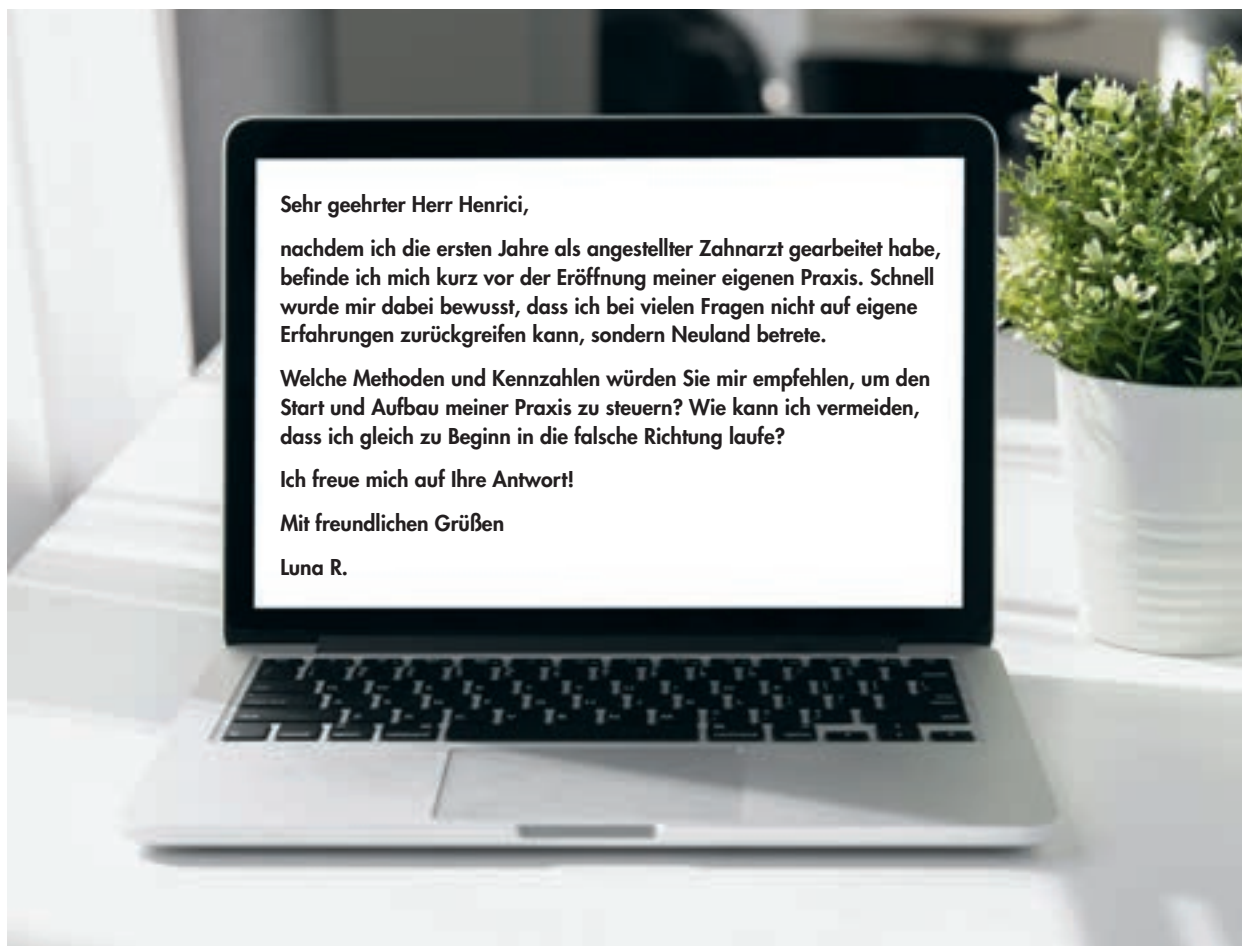 Sehr geehrter Herr Henrici,
nachdem ich die ersten Jahre als angestellter Zahnarzt gearbeitet habe,
befinde ich mich kurz vor der Eröffnung meiner eigenen Praxis. Schnell
wurde mir dabei bewusst, dass ich bei vielen Fragen nicht auf eigene
Erfahrungen zurückgreifen kann, sondern Neuland betrete.
Welche Methoden und Kennzahlen würden Sie mir empfehlen, um den
Start und Aufbau meiner Praxis zu steuern? Wie kann ich vermeiden,
dass ich gleich zu Beginn in die falsche Richtung laufe?
Ich freue mich auf Ihre Antwort!
Mit freundlichen Grüßen
Luna R.